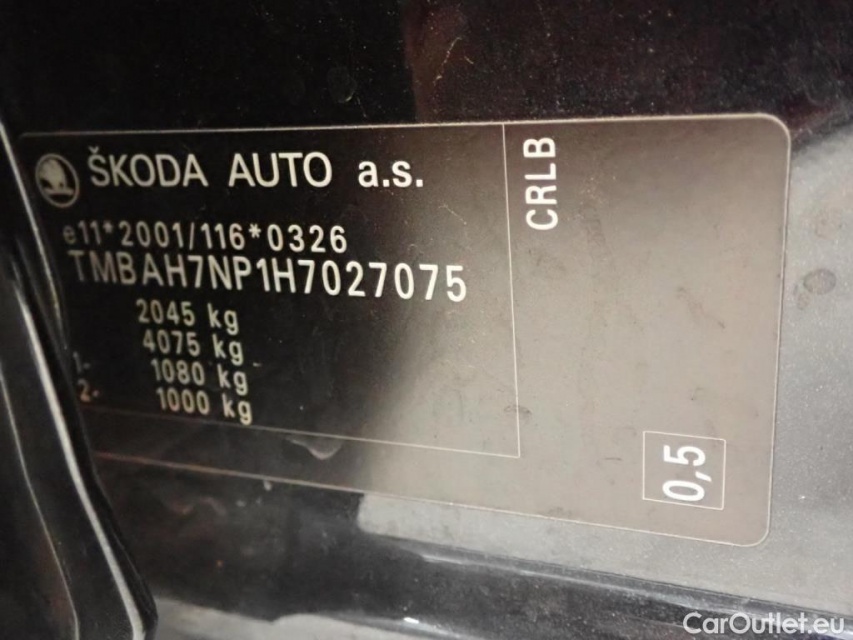 ŠKODA AUTO a.s.
e11*2001/116*0326
TMBAH7NP1H7027075
2045 kg
4075 kg
1- 1080 kg
2- 1000 kg
CRLB
0,5
CarOutlet.eu